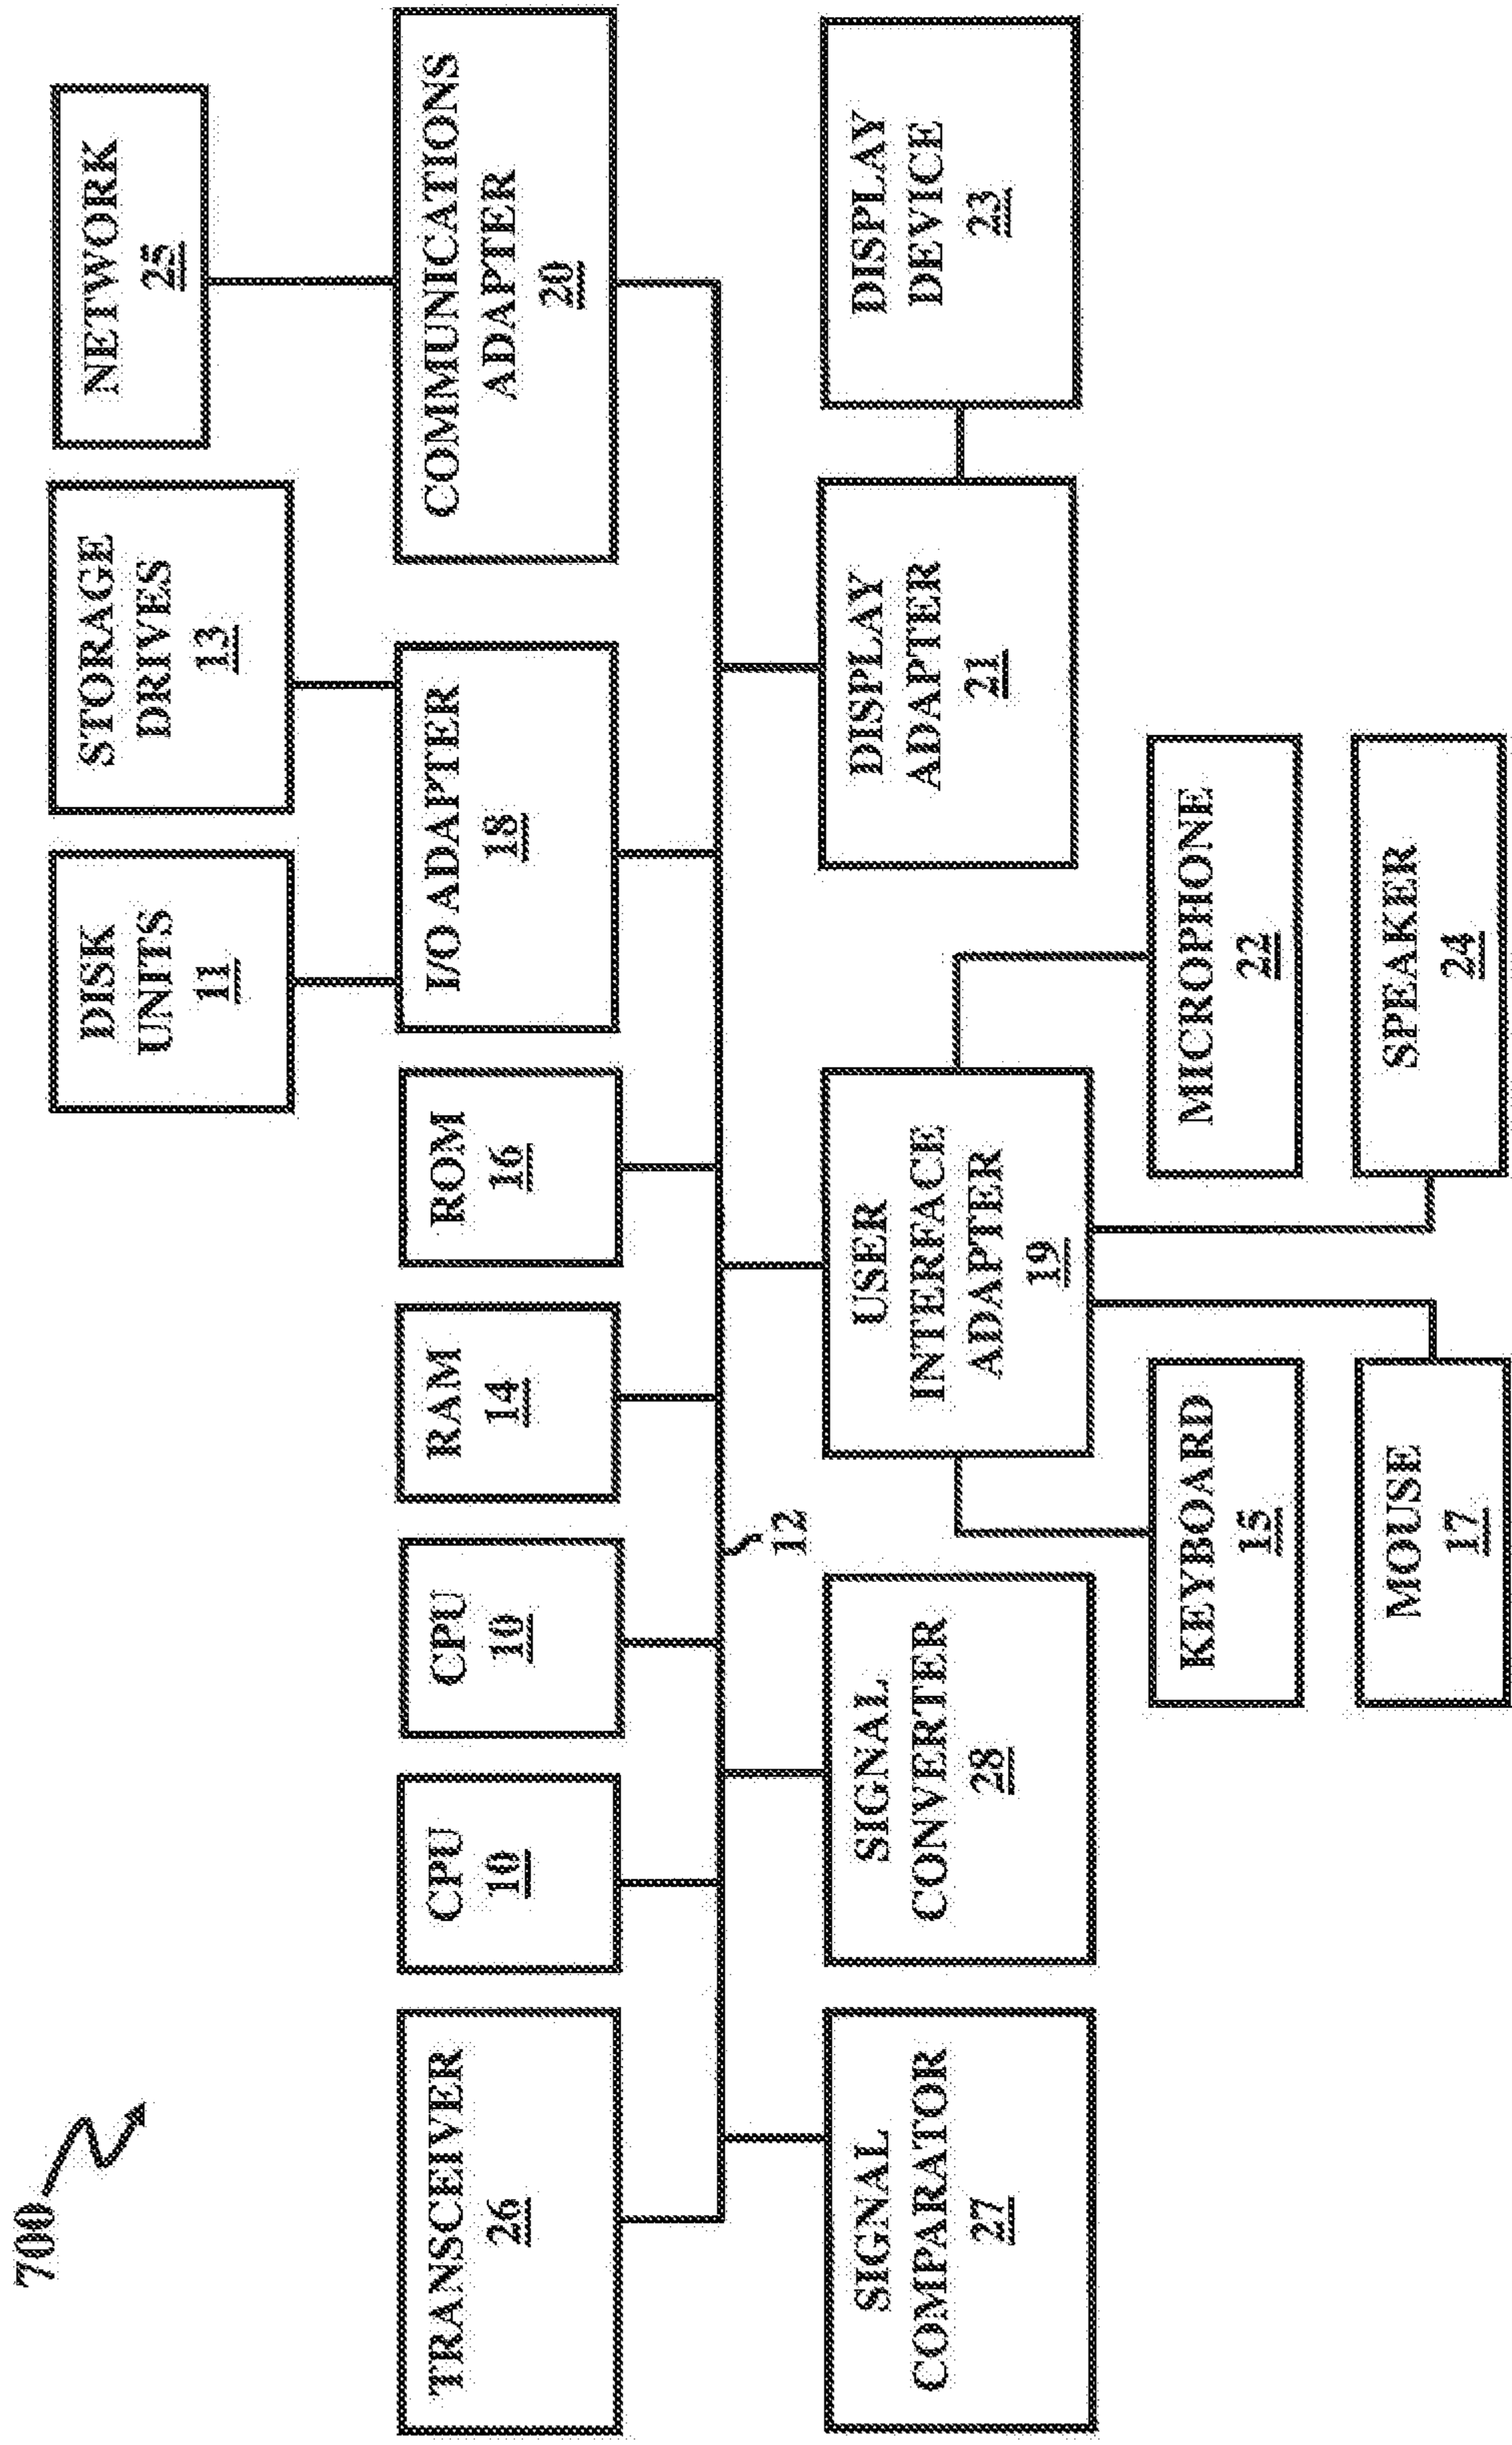 700
NETWORK
25
STORAGE
DRIVES
13
DISK
UNITS
11
TRANSCEIVER
26
CPU
10
CPU
10
RAM
14
ROM
16
I/O ADAPTER
18
COMMUNICATIONS
ADAPTER
20
12
SIGNAL
COMPARATOR
27
SIGNAL
CONVERTER
28
USER
INTERFACE
ADAPTER
19
DISPLAY
ADAPTER
21
DISPLAY
DEVICE
23
KEYBOARD
15
MICROPHONE
22
MOUSE
17
SPEAKER
24